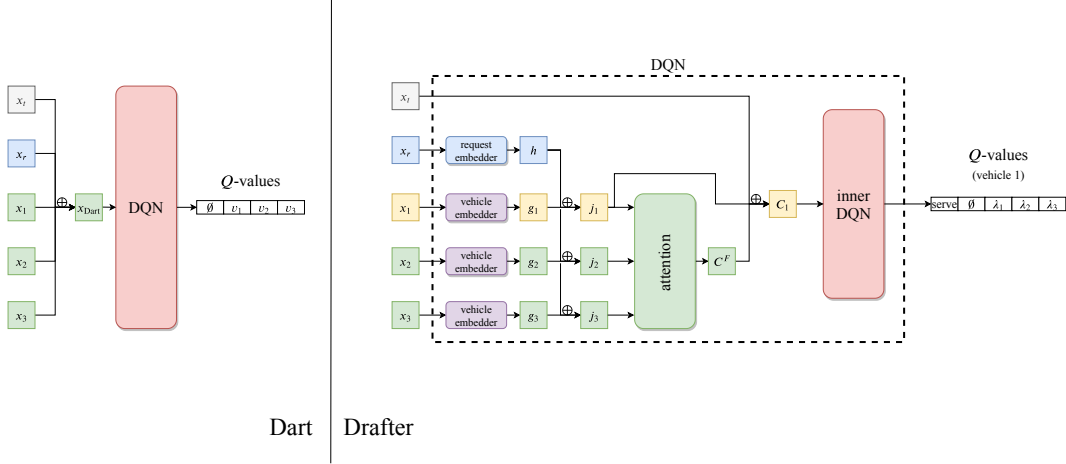 x_t
x_r
x_1
x_2
x_3
⊕
x_Dart
DQN
Q-values
∅ v_1 v_2 v_3
Dart
DQN
x_t
x_r
request
embedder
h
x_1
vehicle
embedder
g_1
⊕
j_1
x_2
vehicle
embedder
g_2
⊕
j_2
x_3
vehicle
embedder
g_3
⊕
j_3
attention
C^F
⊕
C_1
inner
DQN
Q-values
(vehicle 1)
serve ∅ λ_1 λ_2 λ_3
Drafter